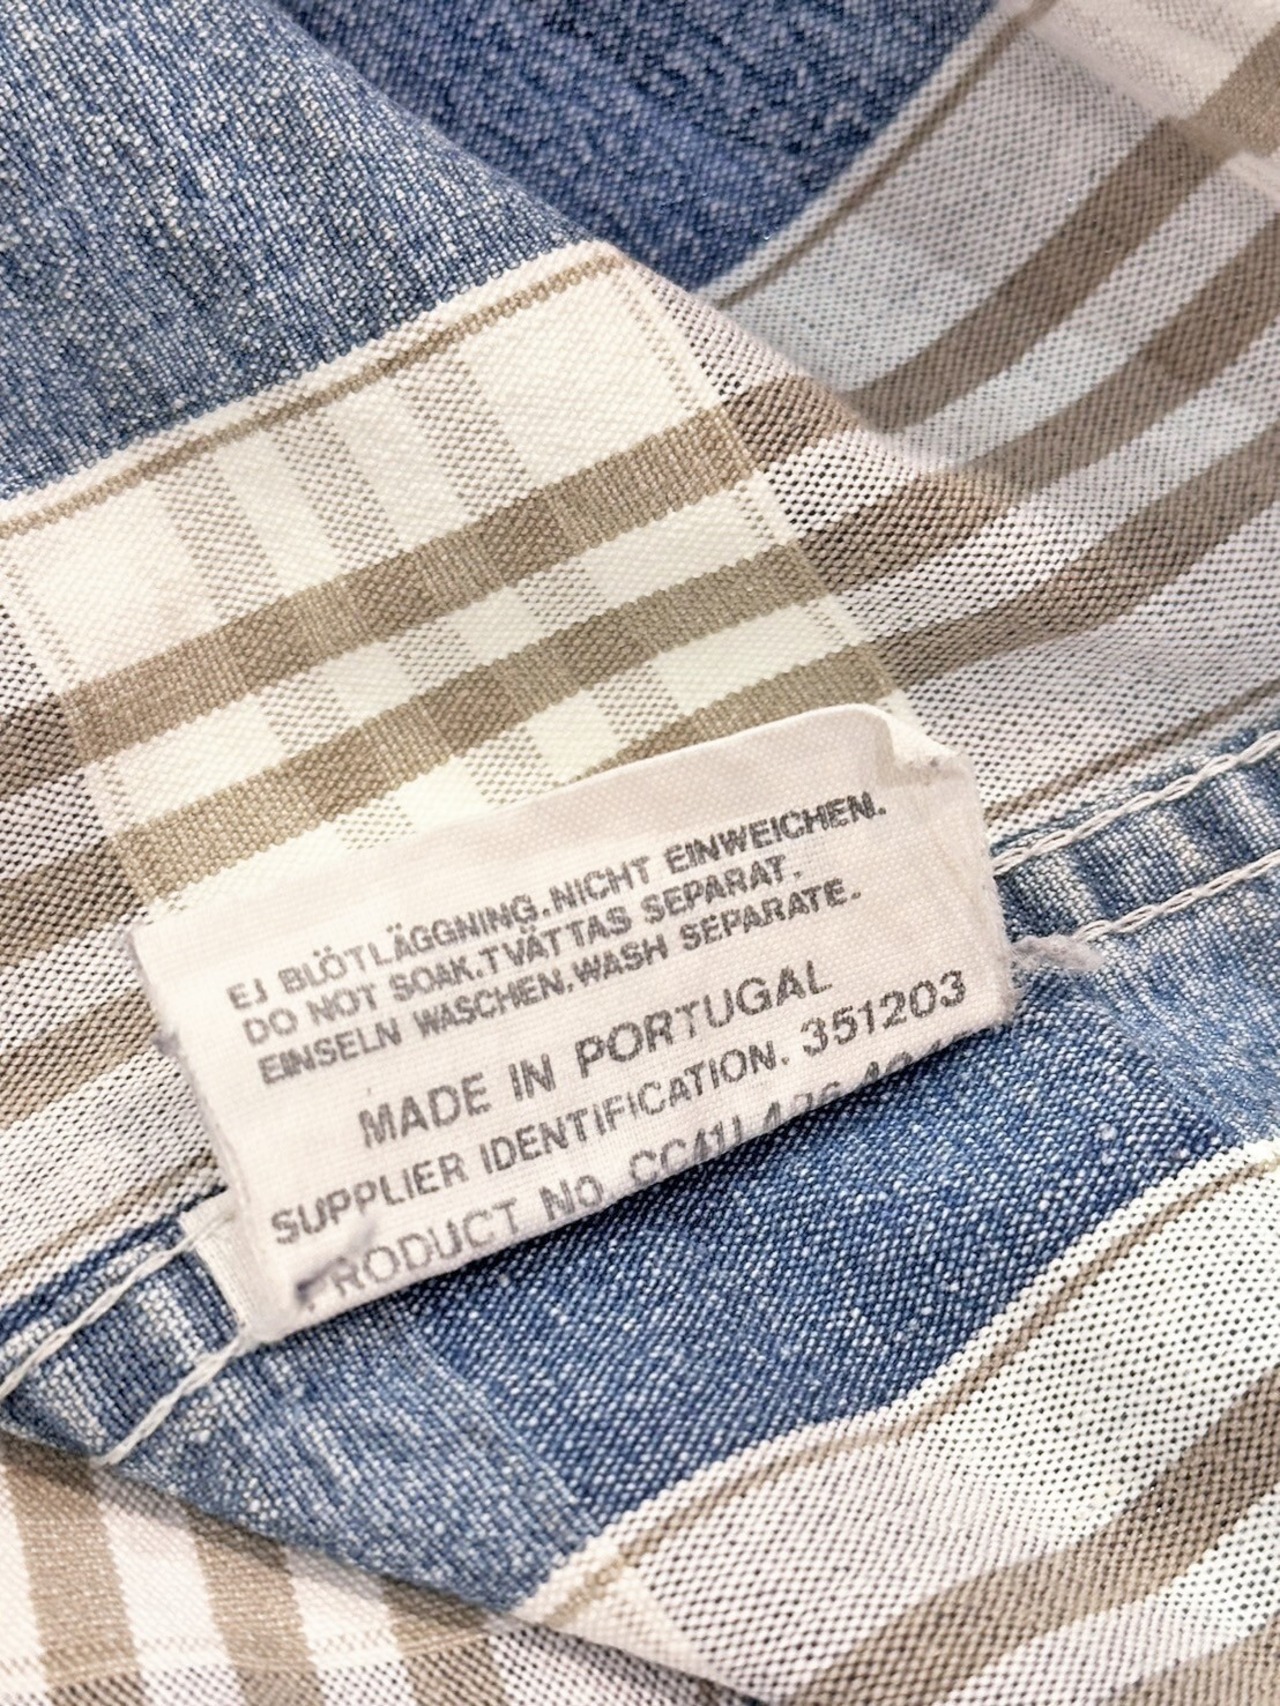 EJ BLÖTLÄGGNING.NICHT EINWEICHEN.
DO NOT SOAK.TVÄTTAS SEPARAT.
EINSELN WASCHEN.WASH SEPARATE.
MADE IN PORTUGAL
SUPPLIER IDENTIFICATION. 351203
PRODUCT NO.